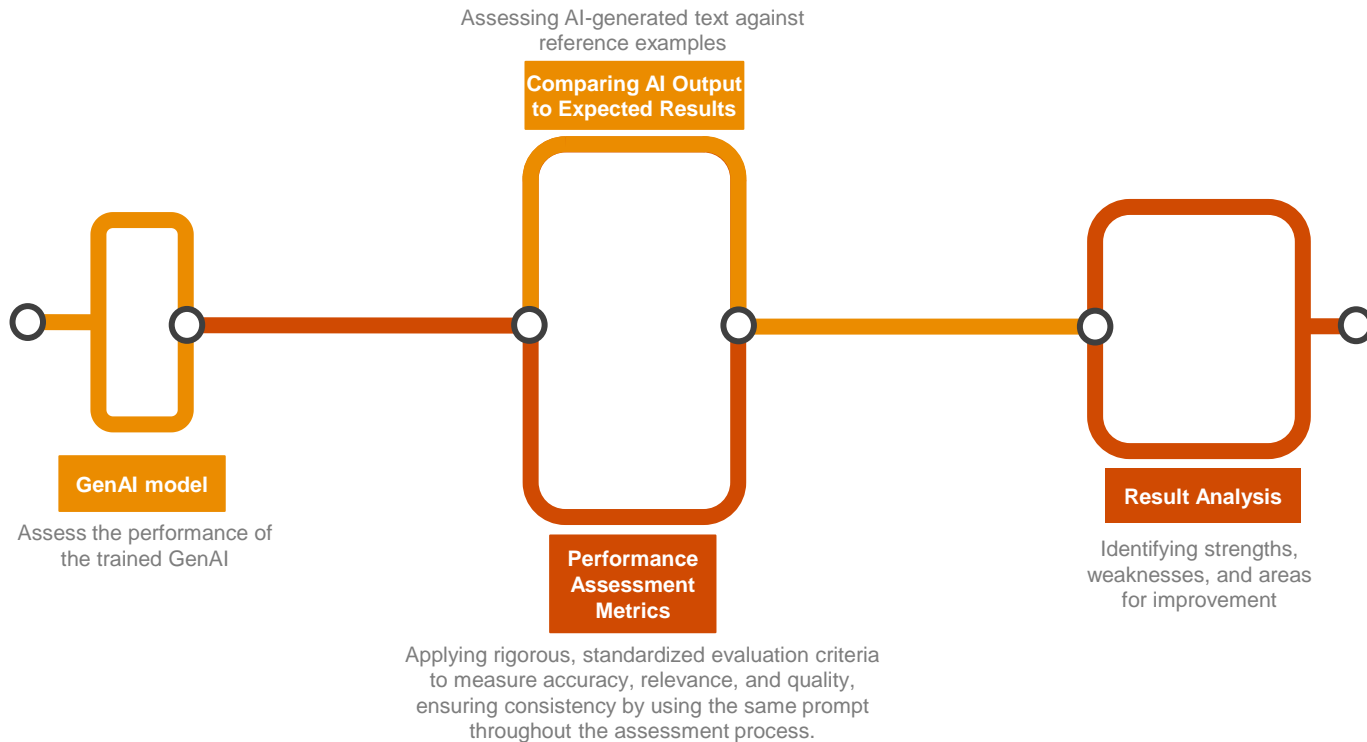 Assessing AI-generated text against
reference examples
Comparing AI Output
to Expected Results
GenAI model
Assess the performance of
the trained GenAI
Performance
Assessment
Metrics
Applying rigorous, standardized evaluation criteria
to measure accuracy, relevance, and quality,
ensuring consistency by using the same prompt
throughout the assessment process.
Result Analysis
Identifying strengths,
weaknesses, and areas
for improvement